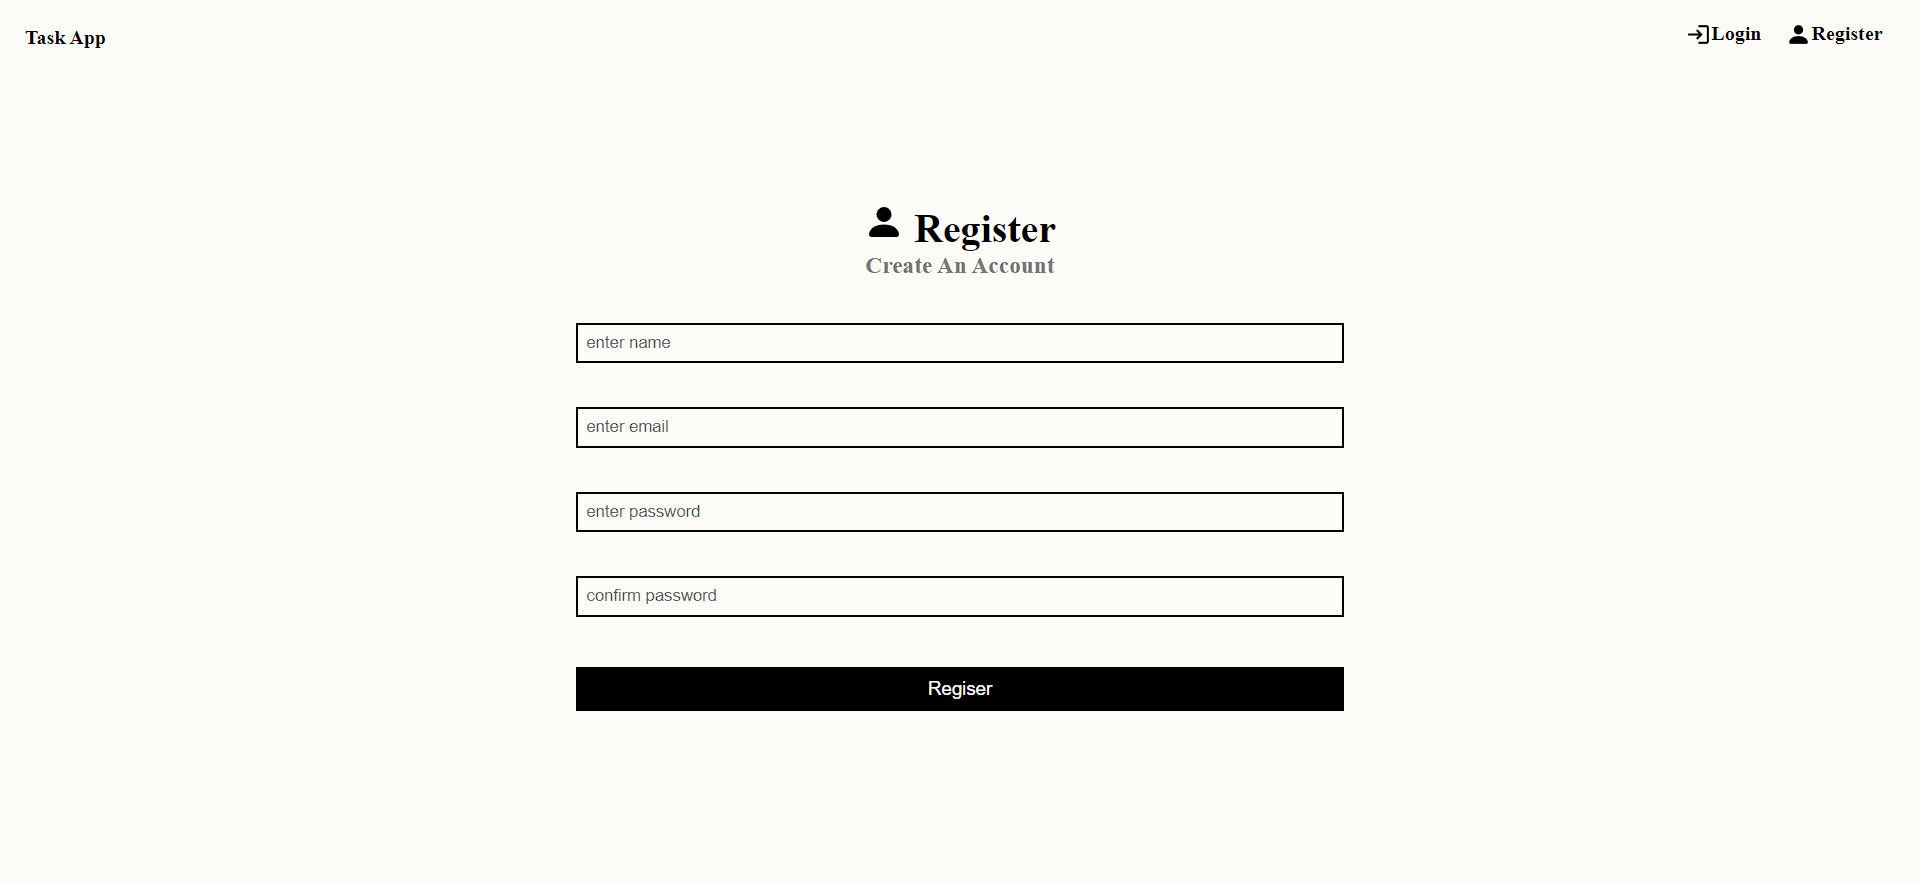 Task App
Login
Register
Register
Create An Account
enter name
enter email
enter password
confirm password
Regiser